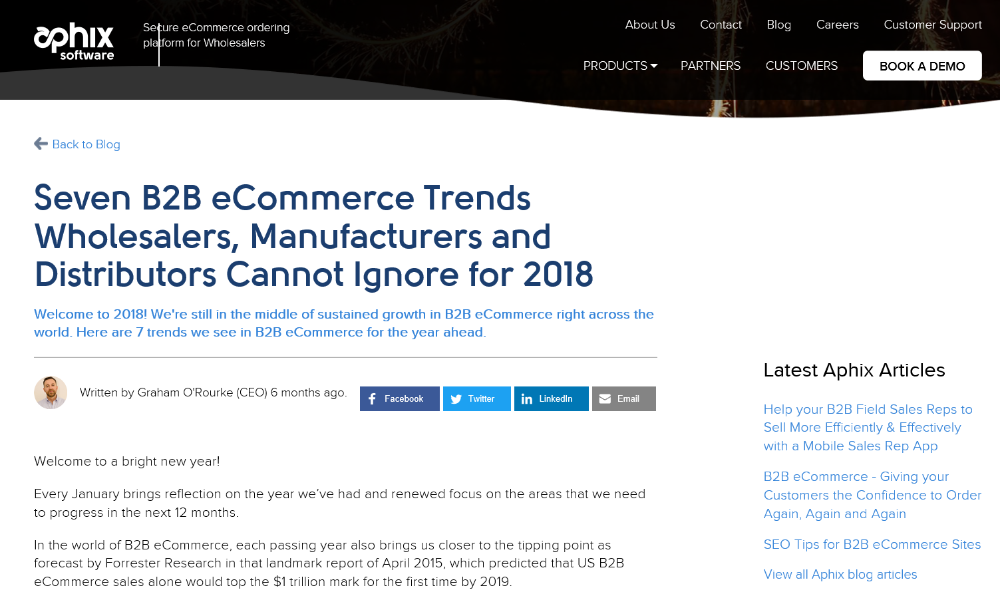 aphix
software
Secure eCommerce ordering
platform for Wholesalers
About Us
Contact
Blog
Careers
Customer Support
PRODUCTS
PARTNERS
CUSTOMERS
BOOK A DEMO
Back to Blog
Seven B2B eCommerce Trends
Wholesalers, Manufacturers and
Distributors Cannot Ignore for 2018
Welcome to 2018! We're still in the middle of sustained growth in B2B eCommerce right across the
world. Here are 7 trends we see in B2B eCommerce for the year ahead.
Written by Graham O'Rourke (CEO) 6 months ago.
Facebook
Twitter
LinkedIn
Email
Welcome to a bright new year!
Every January brings reflection on the year we’ve had and renewed focus on the areas that we need
to progress in the next 12 months.
In the world of B2B eCommerce, each passing year also brings us closer to the tipping point as
forecast by Forrester Research in that landmark report of April 2015, which predicted that US B2B
eCommerce sales alone would top the $1 trillion mark for the first time by 2019.
Latest Aphix Articles
Help your B2B Field Sales Reps to
Sell More Efficiently & Effectively
with a Mobile Sales Rep App
B2B eCommerce - Giving your
Customers the Confidence to Order
Again, Again and Again
SEO Tips for B2B eCommerce Sites
View all Aphix blog articles